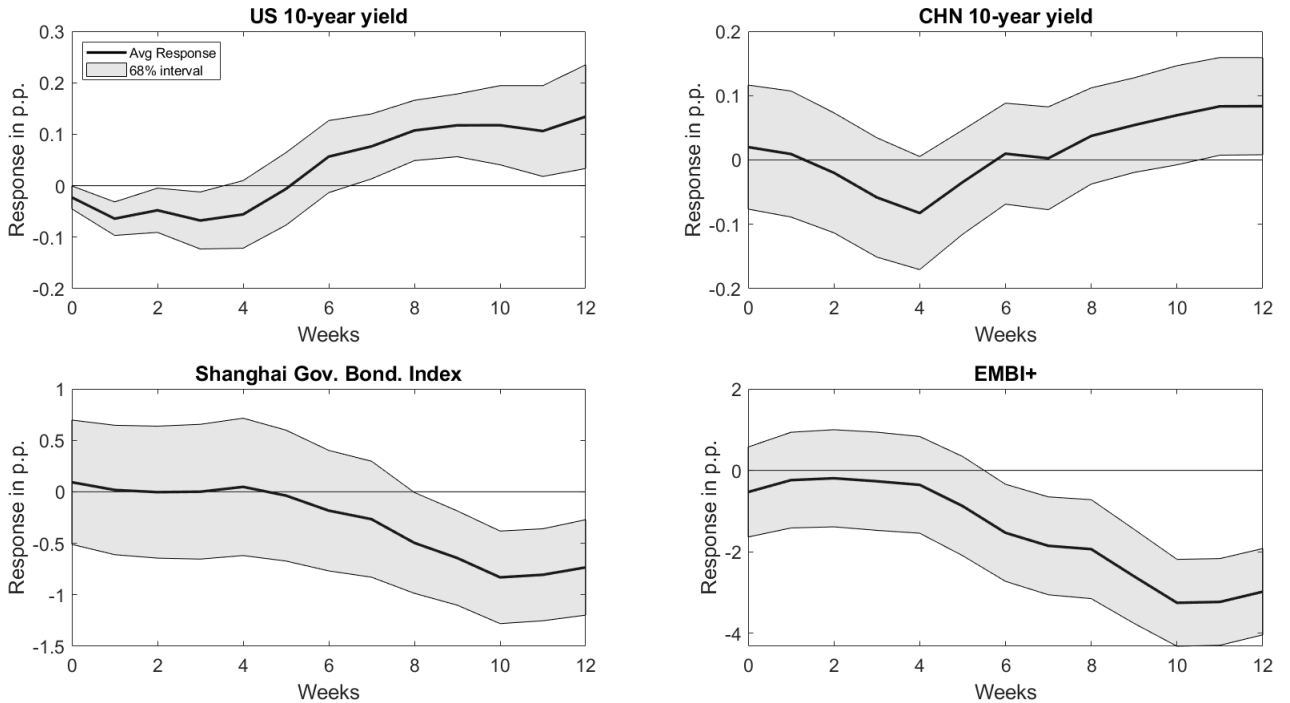 US 10-year yield
0.3
0.2
0.1
0
-0.1
-0.2
Response in p.p.
Avg Response
68% interval
0 2 4 6 8 10 12
Weeks
CHN 10-year yield
0.2
0.1
0
-0.1
-0.2
Response in p.p.
0 2 4 6 8 10 12
Weeks
Shanghai Gov. Bond. Index
1
0.5
0
-0.5
-1
-1.5
Response in p.p.
0 2 4 6 8 10 12
Weeks
EMBI+
2
0
-2
-4
Response in p.p.
0 2 4 6 8 10 12
Weeks